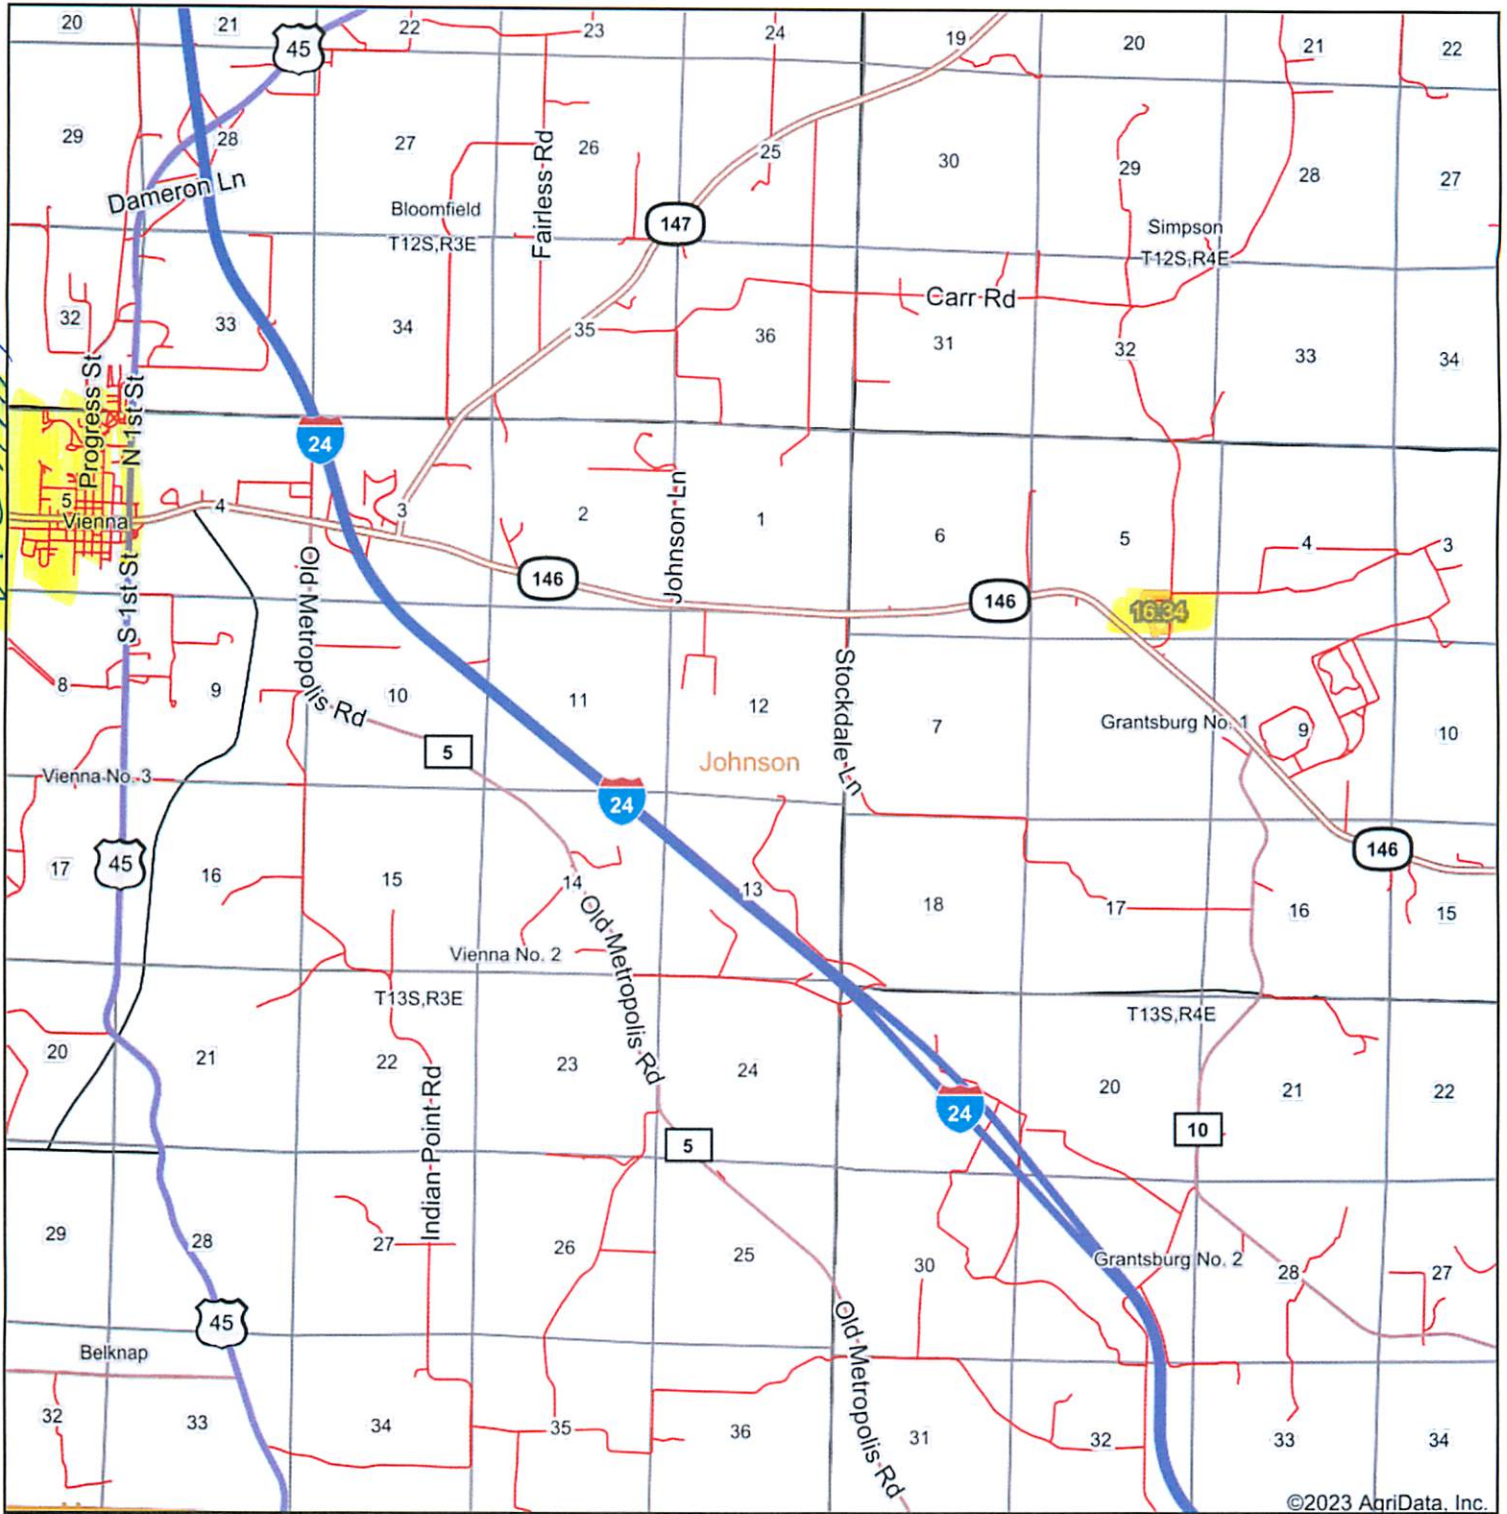 20 21 22 23 24 19 20 21 22
45
29 28 27 26 25 30 29 28 27
Dameron Ln
Fairless Rd
Bloomfield
T12S,R3E
147
Simpson
T12S,R4E
Carr Rd
32 33 34 35 36 31 32 33 34
Progress St
N 1st St
24
5 4 3 2 1 6 5 4 3
Vienna
146
Johnson Ln
146
16.34
S 1st St
Old Metropolis Rd
8 9 10 11 12 7 9 10
Stockdale Ln
Grantsburg No. 1
5
Johnson
Vienna No. 3
24
45
146
17 16 15 14 13 18 17 16 15
Old Metropolis Rd
Vienna No. 2
T13S,R3E
T13S,R4E
20 21 22 23 24 20 21 22
Indian Point Rd
24
10
5
29 28 27 26 25 30 28 27
Grantsburg No. 2
45
Belknap
Old Metropolis Rd
32 33 34 35 36 31 32 33 34
©2023 AgriData, Inc.